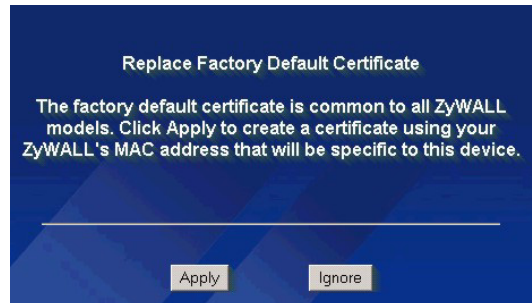 Replace Factory Default Certificate
The factory default certificate is common to all ZyWALL
models. Click Apply to create a certificate using your
ZyWALL's MAC address that will be specific to this device.
Apply
Ignore